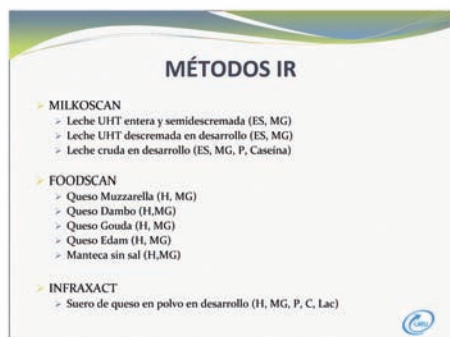 MÉTODOS IR
MILKOSCAN
Leche UHT entera y semidescremada (ES, MG)
Leche UHT descremada en desarrollo (ES, MG)
Leche cruda en desarrollo (ES, MG, P, Caseína)
FOODSCAN
Queso Muzzarella (H, MG)
Queso Dambo (H,MG)
Queso Gouda (H, MG)
Queso Edam (H, MG)
Manteca sin sal (H,MG)
INFRAXACT
Suero de queso en polvo en desarrollo (H, MG, P, C, Lac)